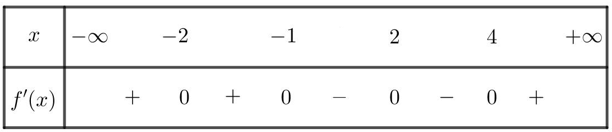 x −∞ −2 −1 2 4 +∞
f′(x) + 0 + 0 − 0 − 0 +